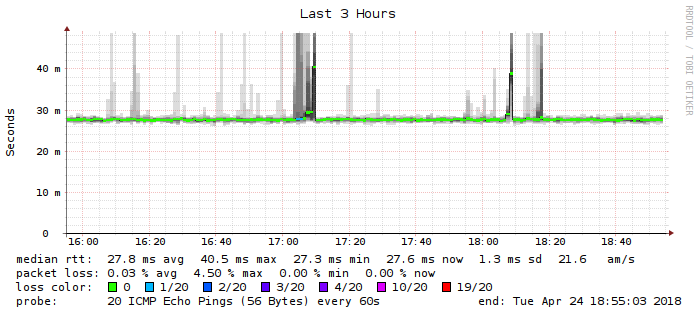 Last 3 Hours
RRDTOOL / TOBI OETIKER
Seconds
40 m
30 m
20 m
10 m
0
16:00 16:20 16:40 17:00 17:20 17:40 18:00 18:20 18:40
median rtt: 27.8 ms avg 40.5 ms max 27.3 ms min 27.6 ms now 1.3 ms sd 21.6 am/s
packet loss: 0.03 % avg 4.50 % max 0.00 % min 0.00 % now
loss color: 0 1/20 2/20 3/20 4/20 10/20 19/20
probe: 20 ICMP Echo Pings (56 Bytes) every 60s end: Tue Apr 24 18:55:03 2018